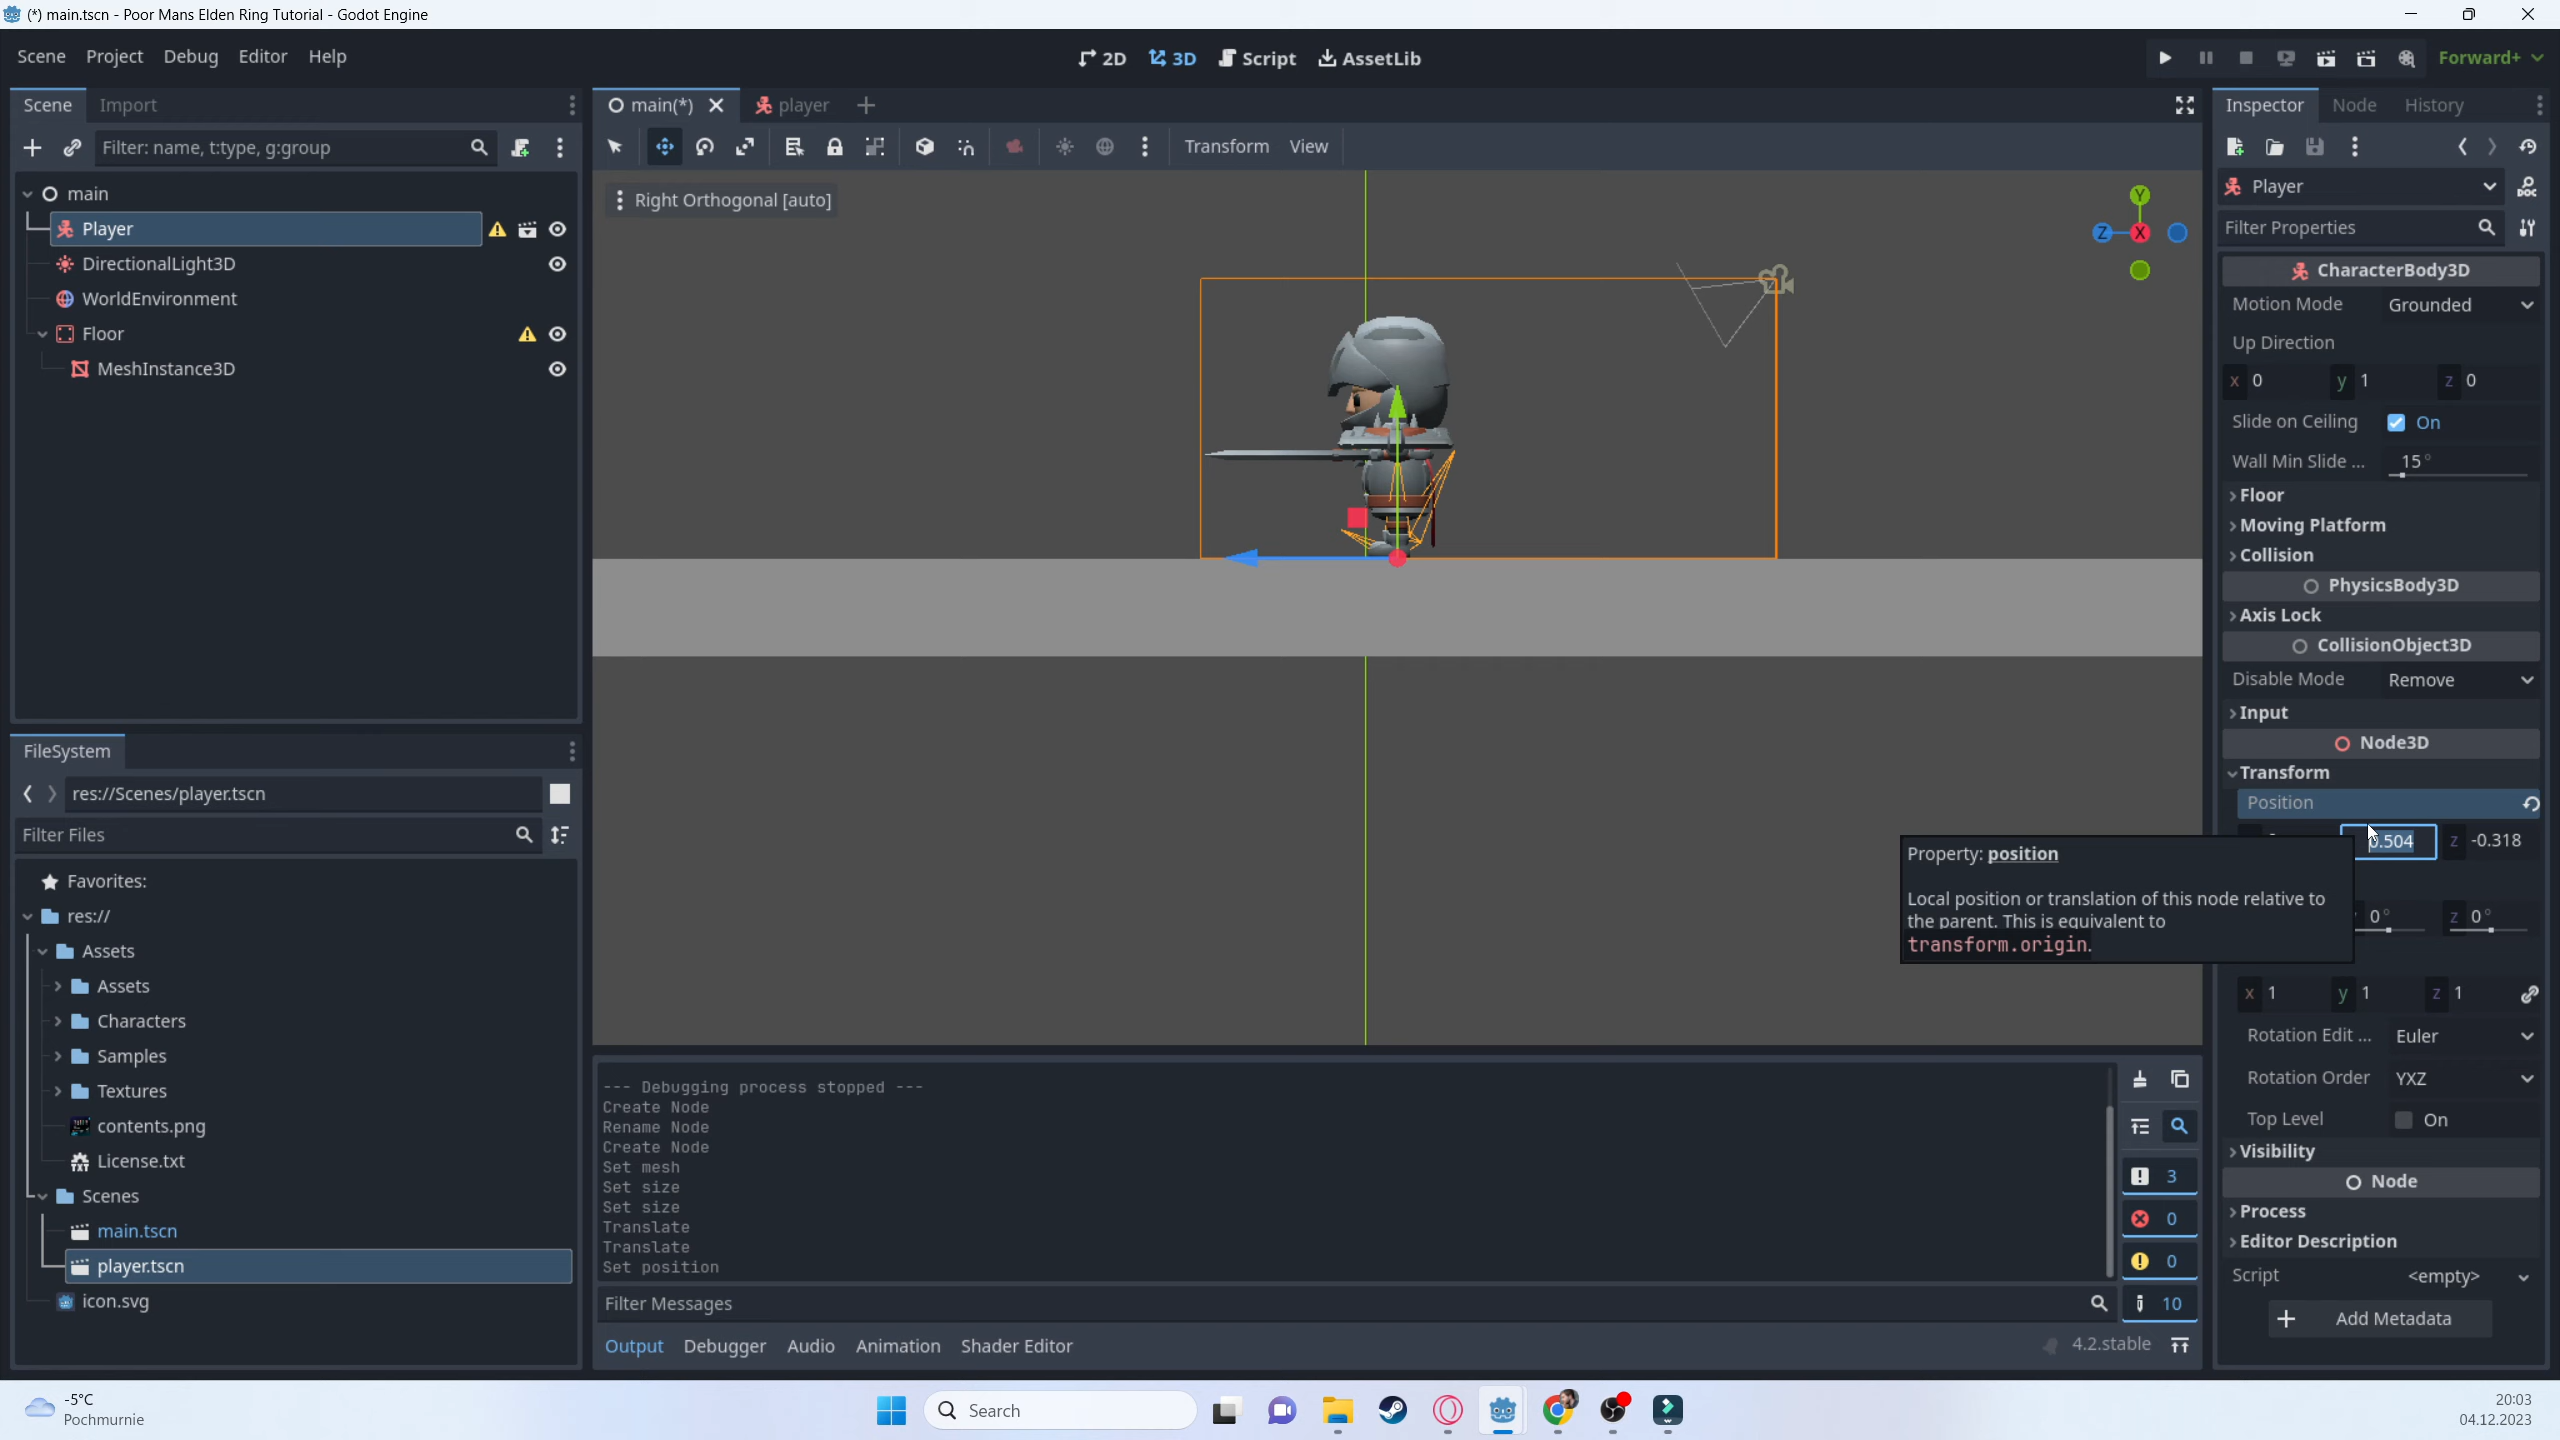 (*) main.tscn - Poor Mans Elden Ring Tutorial - Godot Engine
Scene Project Debug Editor Help
2D 3D Script AssetLib
Forward+
Scene Import
main(*) player
Inspector Node History
Filter: name, t:type, g:group
Transform View
main
Player
DirectionalLight3D
WorldEnvironment
Floor
MeshInstance3D
Right Orthogonal [auto]
Y
Z X
Player
Filter Properties
CharacterBody3D
Motion Mode Grounded
Up Direction
x 0 y 1 z 0
Slide on Ceiling On
Wall Min Slide ... 15°
Floor
Moving Platform
Collision
PhysicsBody3D
Axis Lock
CollisionObject3D
Disable Mode Remove
Input
Node3D
Transform
Position
0.504 z -0.318
Property: position
Local position or translation of this node relative to
the parent. This is equivalent to
transform.origin.
0° z 0°
x 1 y 1 z 1
Rotation Edit ... Euler
Rotation Order YXZ
Top Level On
Visibility
Node
Process
Editor Description
Script <empty>
Add Metadata
FileSystem
res://Scenes/player.tscn
Filter Files
Favorites:
res://
Assets
Assets
Characters
Samples
Textures
contents.png
License.txt
Scenes
main.tscn
player.tscn
icon.svg
--- Debugging process stopped ---
Create Node
Rename Node
Create Node
Set mesh
Set size
Set size
Translate
Translate
Set position
3
0
0
10
Filter Messages
Output Debugger Audio Animation Shader Editor
4.2.stable
-5°C
Pochmurnie
Search
20:03
04.12.2023